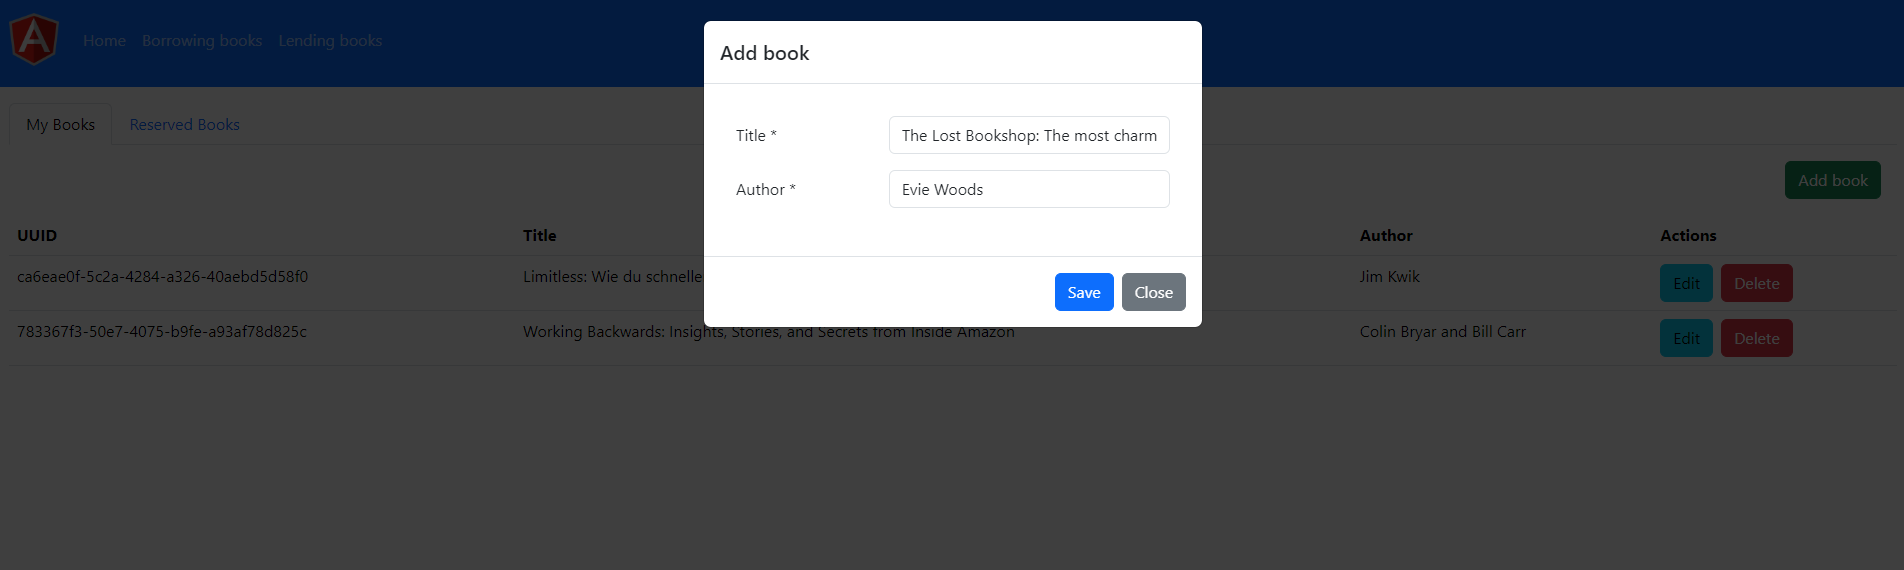 A
Home Borrowing books Lending books
Add book
My Books Reserved Books
Title * The Lost Bookshop: The most charm
Author * Evie Woods
Add book
UUID Title Author Actions
ca6eae0f-5c2a-4284-a326-40aebd5d58f0 Limitless: Wie du schnelle Jim Kwik Edit Delete
Save Close
783367f3-50e7-4075-b9fe-a93af78d825c Working Backwards: Insights, Stories, and Secrets from Inside Amazon Colin Bryar and Bill Carr Edit Delete